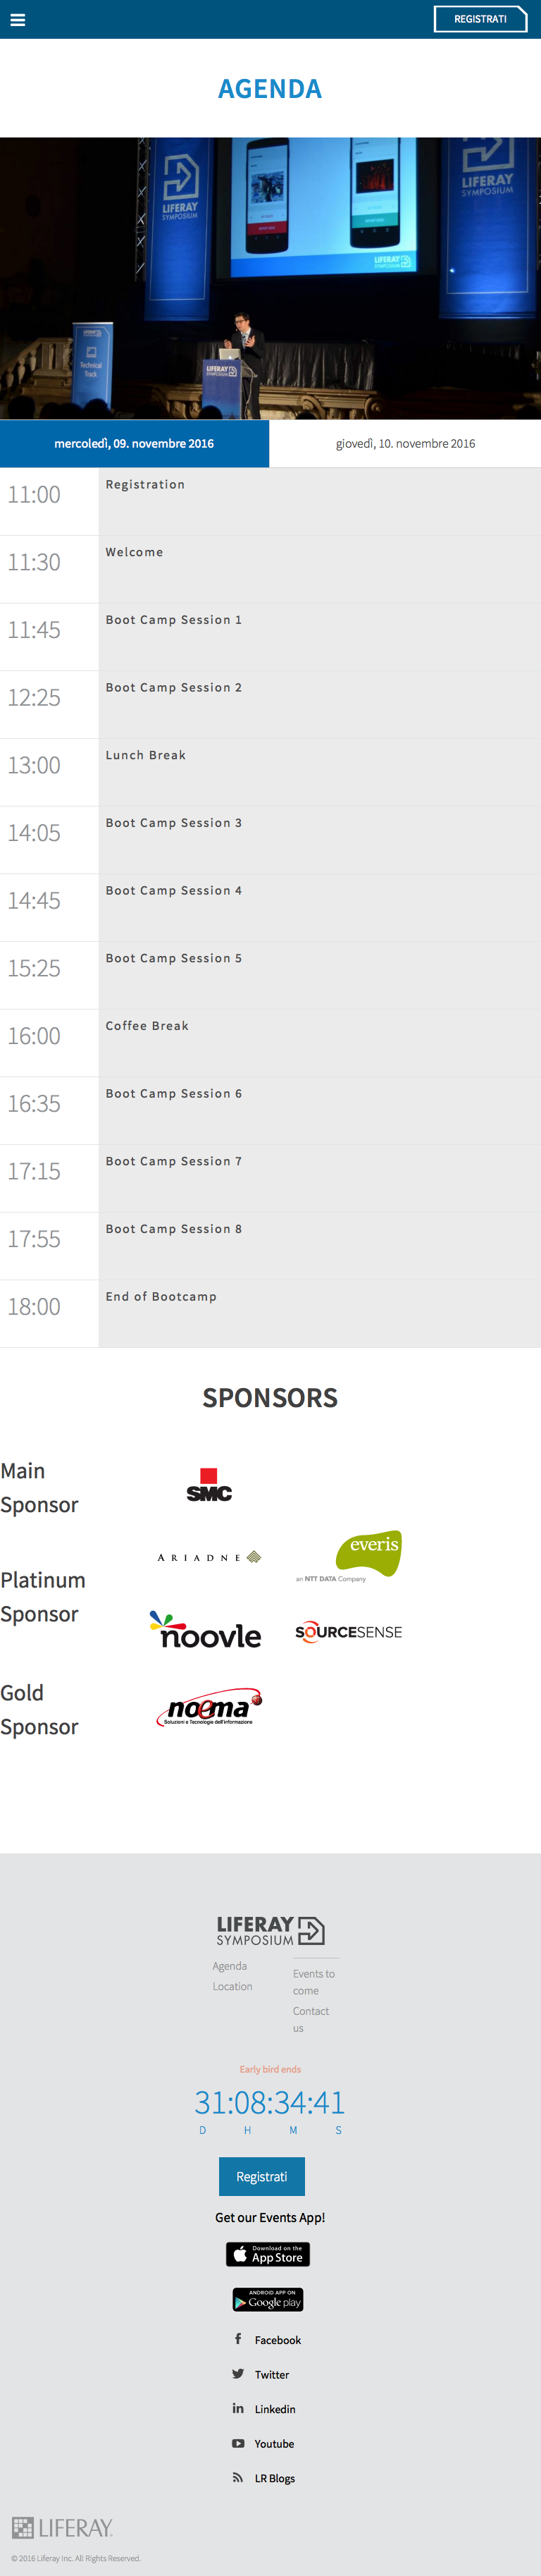 REGISTRATI
AGENDA
LIFERAY
SYMPOSIUM
LIFERAY
SYMPOSIUM
LIFERAY
Technical
Track
LIFERAY
SYMPOSIUM
mercoledì, 09. novembre 2016
giovedì, 10. novembre 2016
11:00 Registration
11:30 Welcome
11:45 Boot Camp Session 1
12:25 Boot Camp Session 2
13:00 Lunch Break
14:05 Boot Camp Session 3
14:45 Boot Camp Session 4
15:25 Boot Camp Session 5
16:00 Coffee Break
16:35 Boot Camp Session 6
17:15 Boot Camp Session 7
17:55 Boot Camp Session 8
18:00 End of Bootcamp
SPONSORS
Main
Sponsor
SMC
Platinum
Sponsor
ARIADNE
everis
an NTT DATA Company
noovle
SOURCESENSE
Gold
Sponsor
noema
Soluzioni e Tecnologie dell'informazione
LIFERAY
SYMPOSIUM
Agenda
Location
Events to
come
Contact
us
Early bird ends
31:08:34:41
D H M S
Registrati
Get our Events App!
Download on the
App Store
ANDROID APP ON
Google play
Facebook
Twitter
Linkedin
Youtube
LR Blogs
LIFERAY.
© 2016 Liferay Inc. All Rights Reserved.